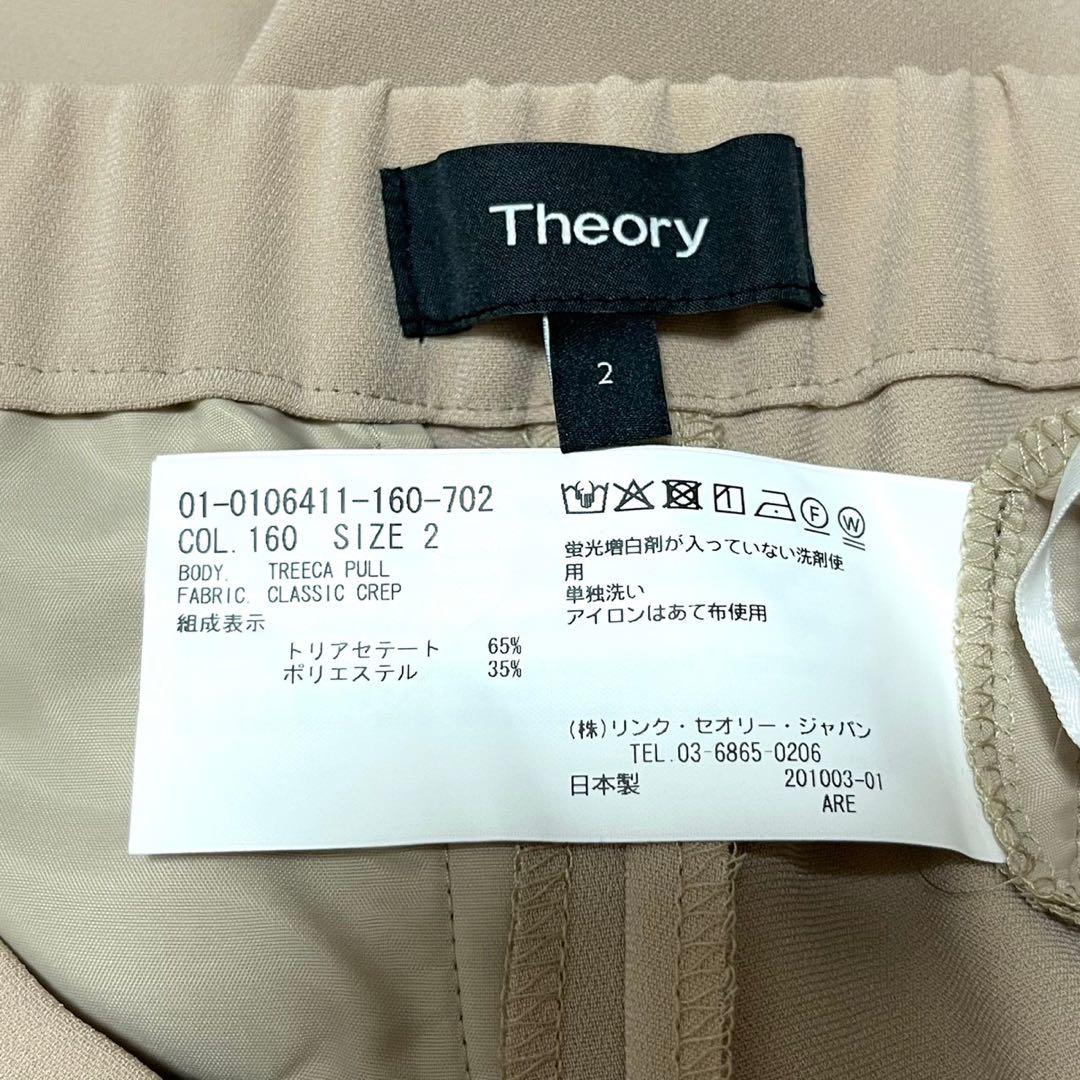 Theory
2
01-0106411-160-702
COL. 160 SIZE 2
BODY. TREECA PULL
FABRIC. CLASSIC CREP
組成表示
トリアセテート 65%
ポリエステル 35%
F
W
蛍光増白剤が入っていない洗剤使
用
単独洗い
アイロンはあて布使用
(株)リンク・セオリー・ジャパン
TEL.03-6865-0206
日本製 201003-01
ARE